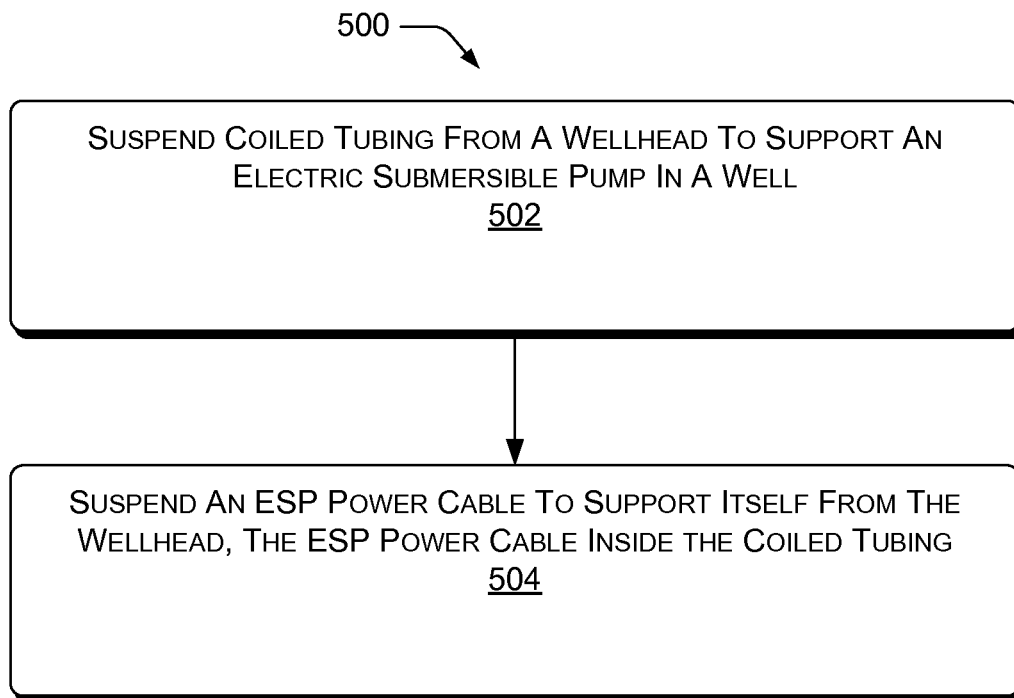 500
SUSPEND COILED TUBING FROM A WELLHEAD TO SUPPORT AN
ELECTRIC SUBMERSIBLE PUMP IN A WELL
502
SUSPEND AN ESP POWER CABLE TO SUPPORT ITSELF FROM THE
WELLHEAD, THE ESP POWER CABLE INSIDE THE COILED TUBING
504